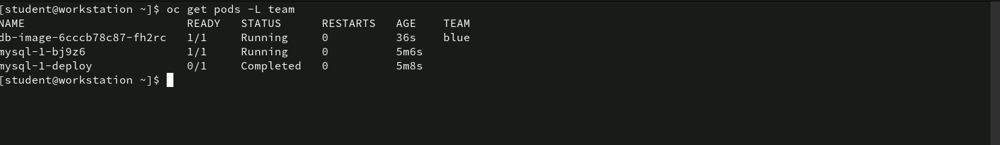 [student@workstation ~]$ oc get pods -L team
NAME                      READY   STATUS      RESTARTS   AGE    TEAM
db-image-6cccb78c87-fh2rc   1/1     Running     0          36s    blue
mysql-1-bj9z6               1/1     Running     0          5m6s
mysql-1-deploy              0/1     Completed   0          5m8s
[student@workstation ~]$